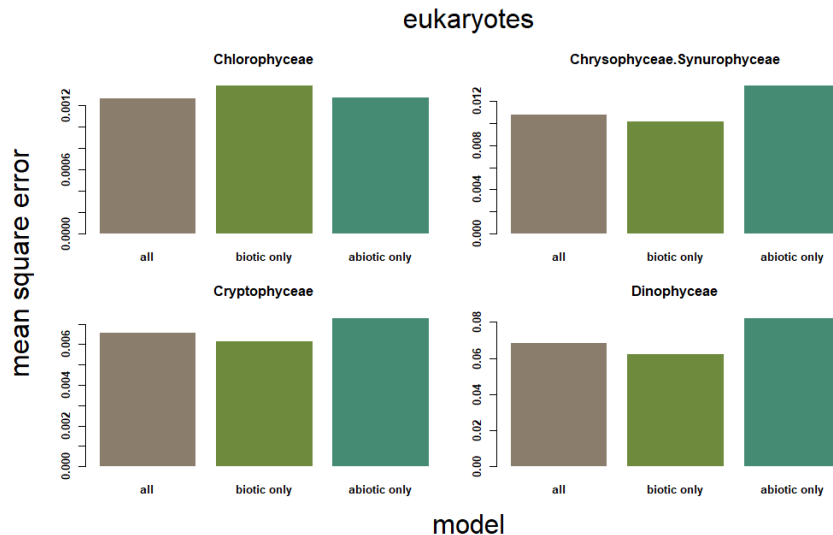 eukaryotes
Chlorophyceae
Chrysophyceae.Synurophyceae
mean square error
0.0012
0.0006
0.0000
all
biotic only
abiotic only
0.012
0.008
0.004
0.000
all
biotic only
abiotic only
Cryptophyceae
Dinophyceae
0.006
0.004
0.002
0.000
all
biotic only
abiotic only
0.08
0.06
0.04
0.02
0.00
all
biotic only
abiotic only
model